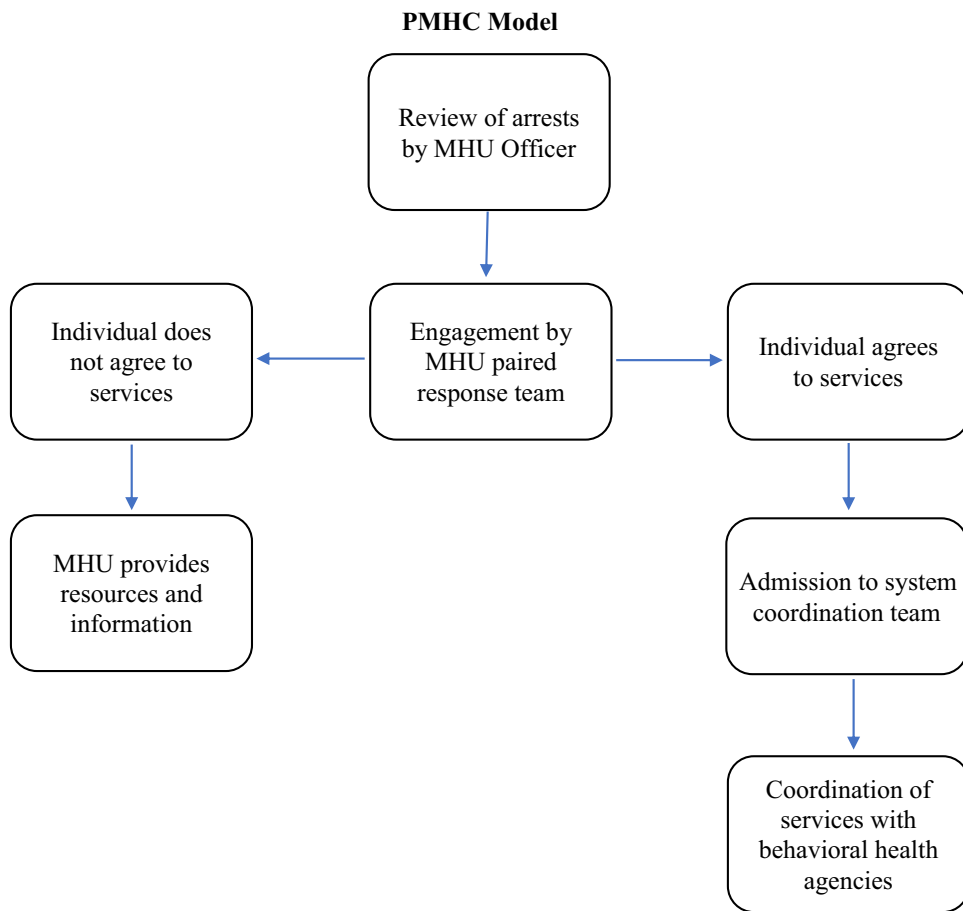 PMHC Model
Review of arrests
by MHU Officer
Individual does
not agree to
services
Engagement by
MHU paired
response team
Individual agrees
to services
MHU provides
resources and
information
Admission to system
coordination team
Coordination of
services with
behavioral health
agencies